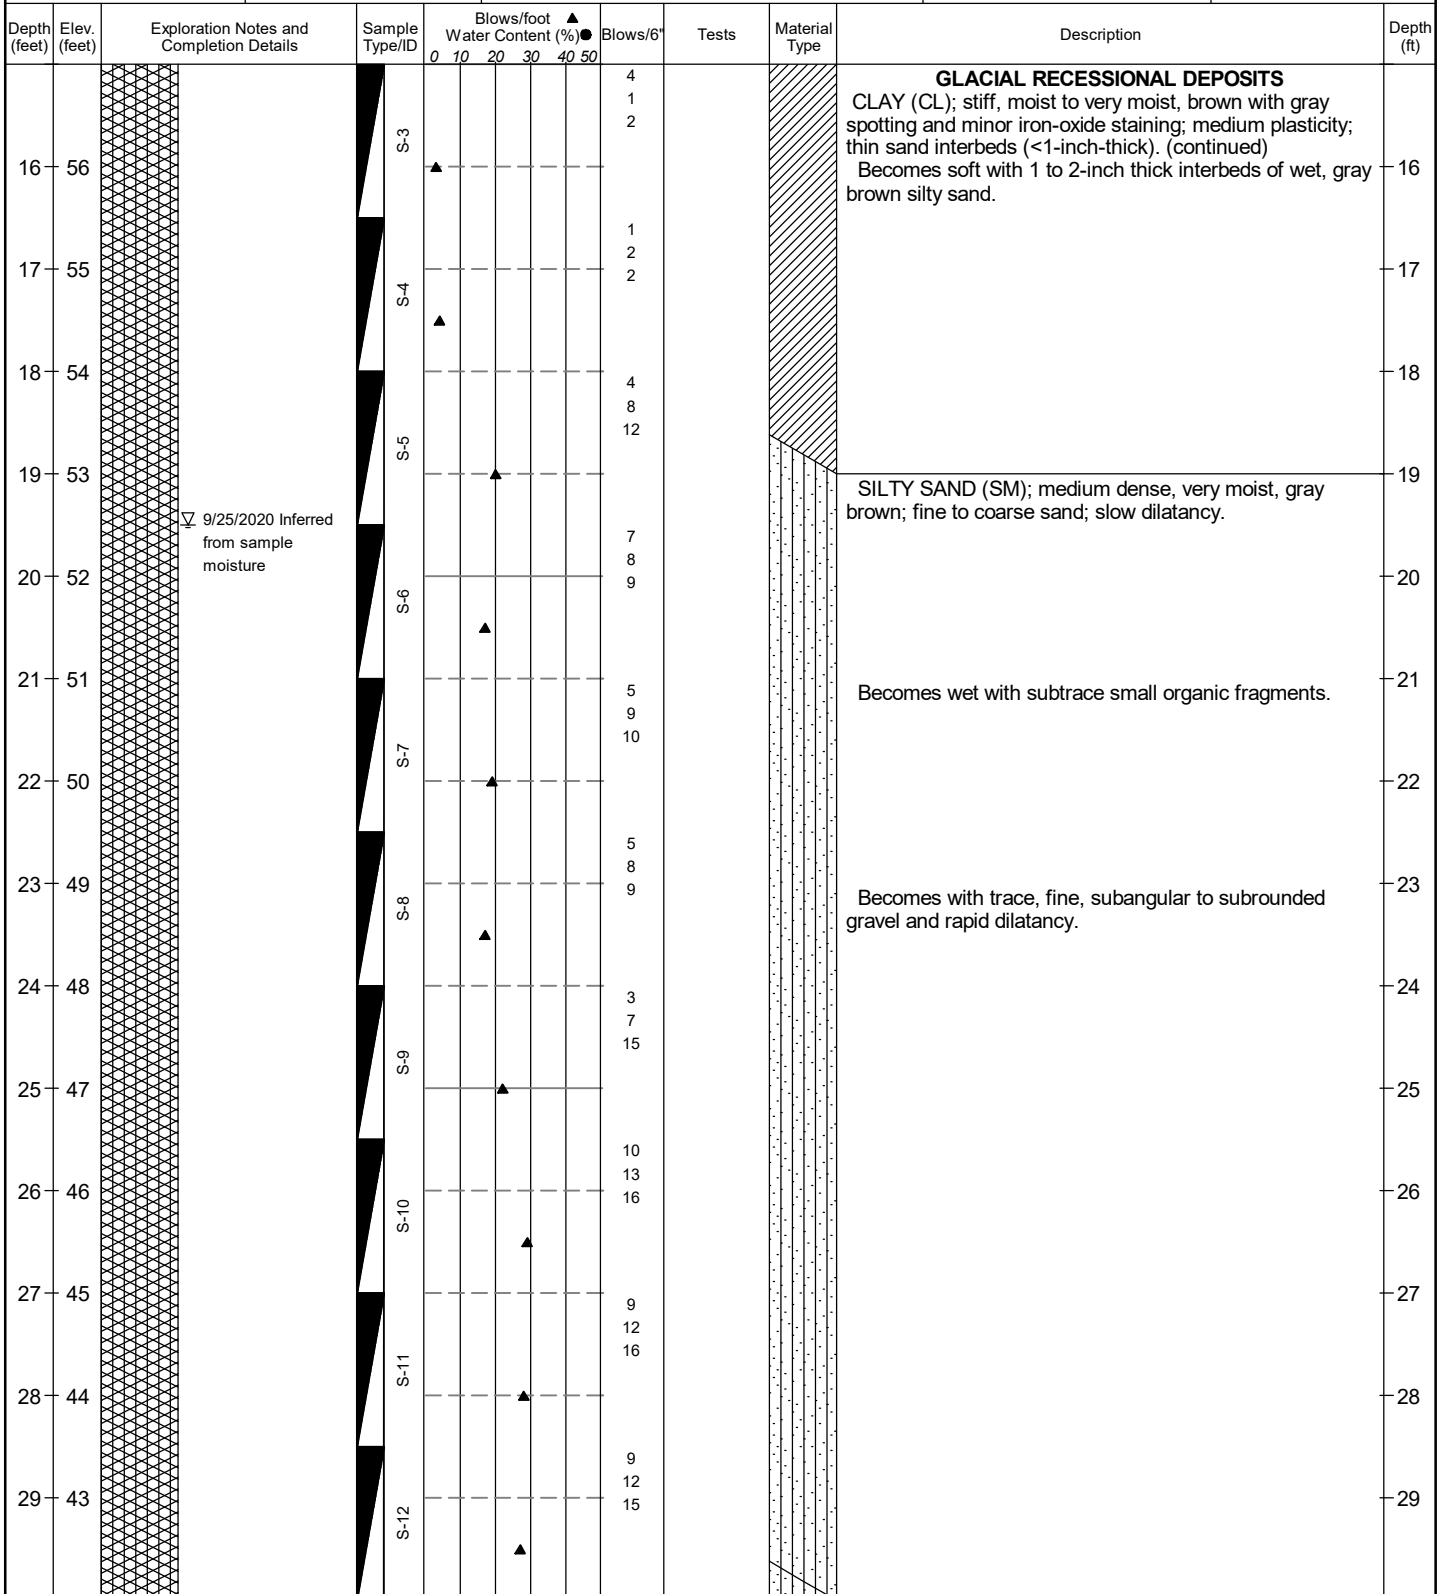 Depth
(feet)
Elev.
(feet)
Exploration Notes and
Completion Details
Sample
Type/ID
Blows/foot ▲
Water Content (%) ●
0 10 20 30 40 50
Blows/6"
Tests
Material
Type
Description
Depth
(ft)
GLACIAL RECESSIONAL DEPOSITS
CLAY (CL); stiff, moist to very moist, brown with gray
spotting and minor iron-oxide staining; medium plasticity;
thin sand interbeds (<1-inch-thick). (continued)
Becomes soft with 1 to 2-inch thick interbeds of wet, gray
brown silty sand.
S-3
4
1
2
16 56 16
S-4
1
2
2
17 55 17
18 54 18
S-5
4
8
12
19 53 19
SILTY SAND (SM); medium dense, very moist, gray
brown; fine to coarse sand; slow dilatancy.
9/25/2020 Inferred
from sample
moisture
S-6
7
8
9
20 52 20
21 51 21
Becomes wet with subtrace small organic fragments.
S-7
5
9
10
22 50 22
S-8
5
8
9
23 49 23
Becomes with trace, fine, subangular to subrounded
gravel and rapid dilatancy.
24 48 24
S-9
3
7
15
25 47 25
S-10
10
13
16
26 46 26
27 45 27
S-11
9
12
16
28 44 28
S-12
9
12
15
29 43 29